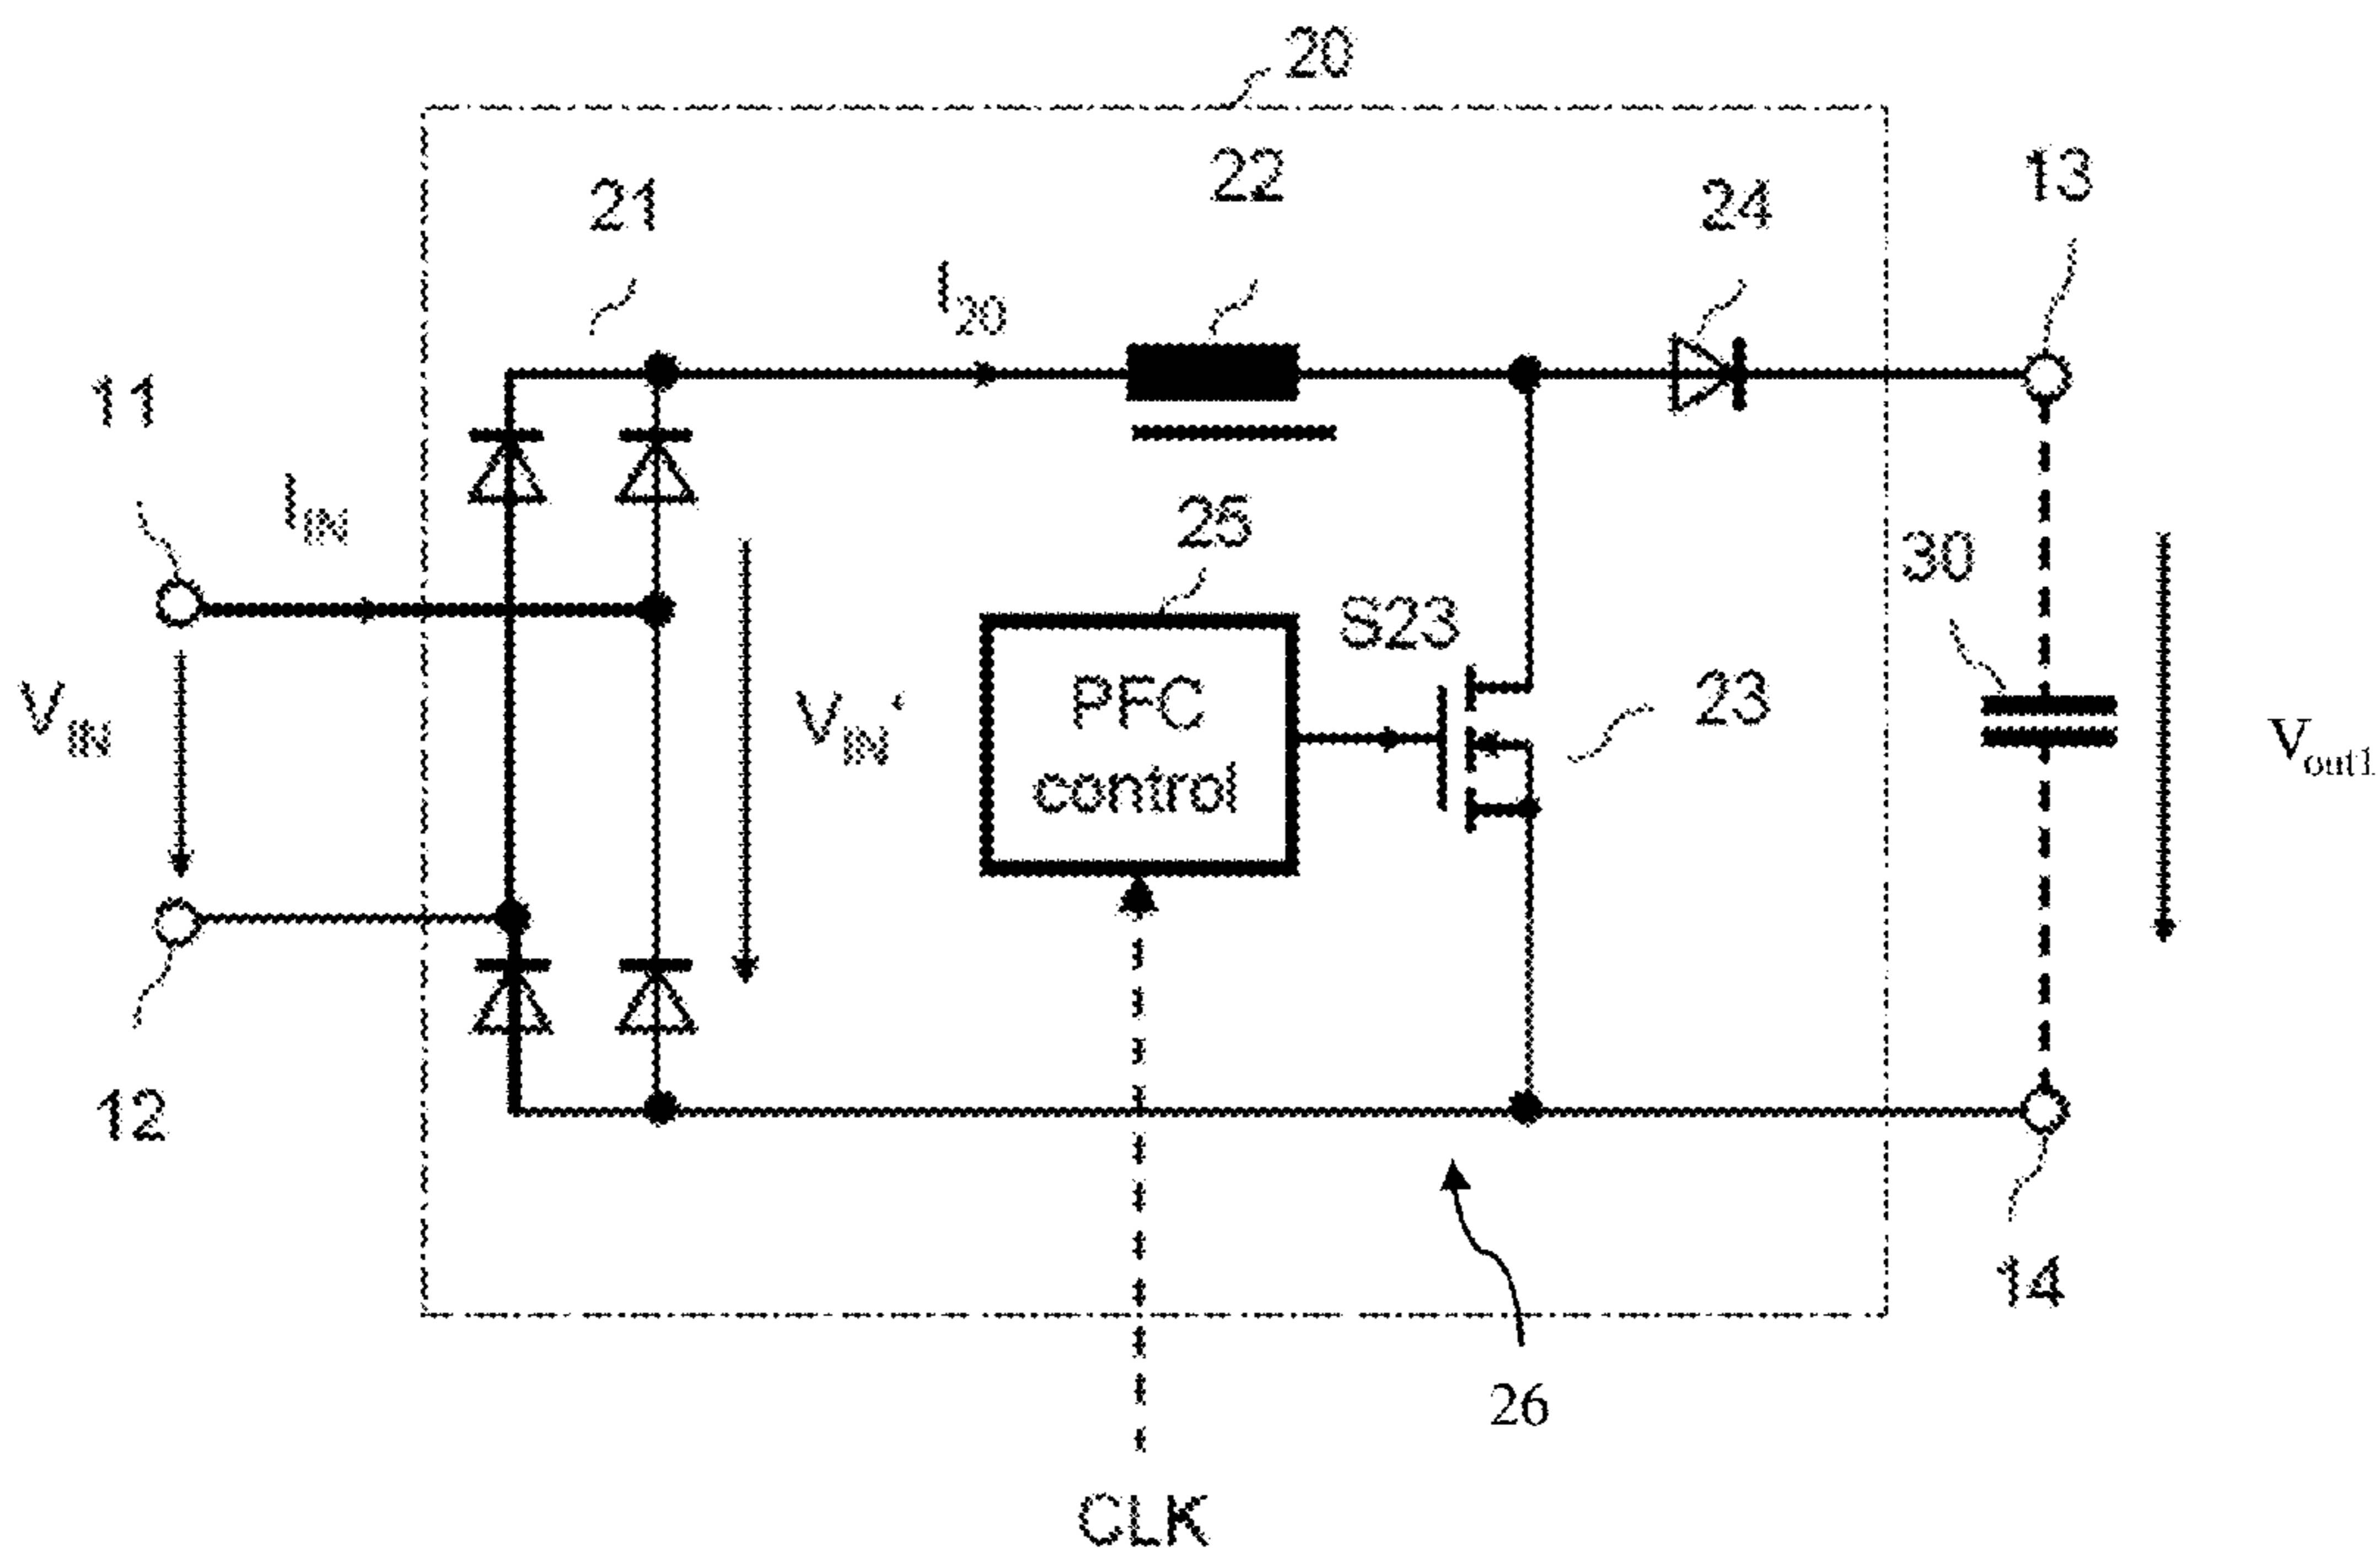 20
21
22
24
13
I20
11
IIN
25
30
S23
PFC
control
23
VIN
VIN'
Vout1
12
14
26
CLK